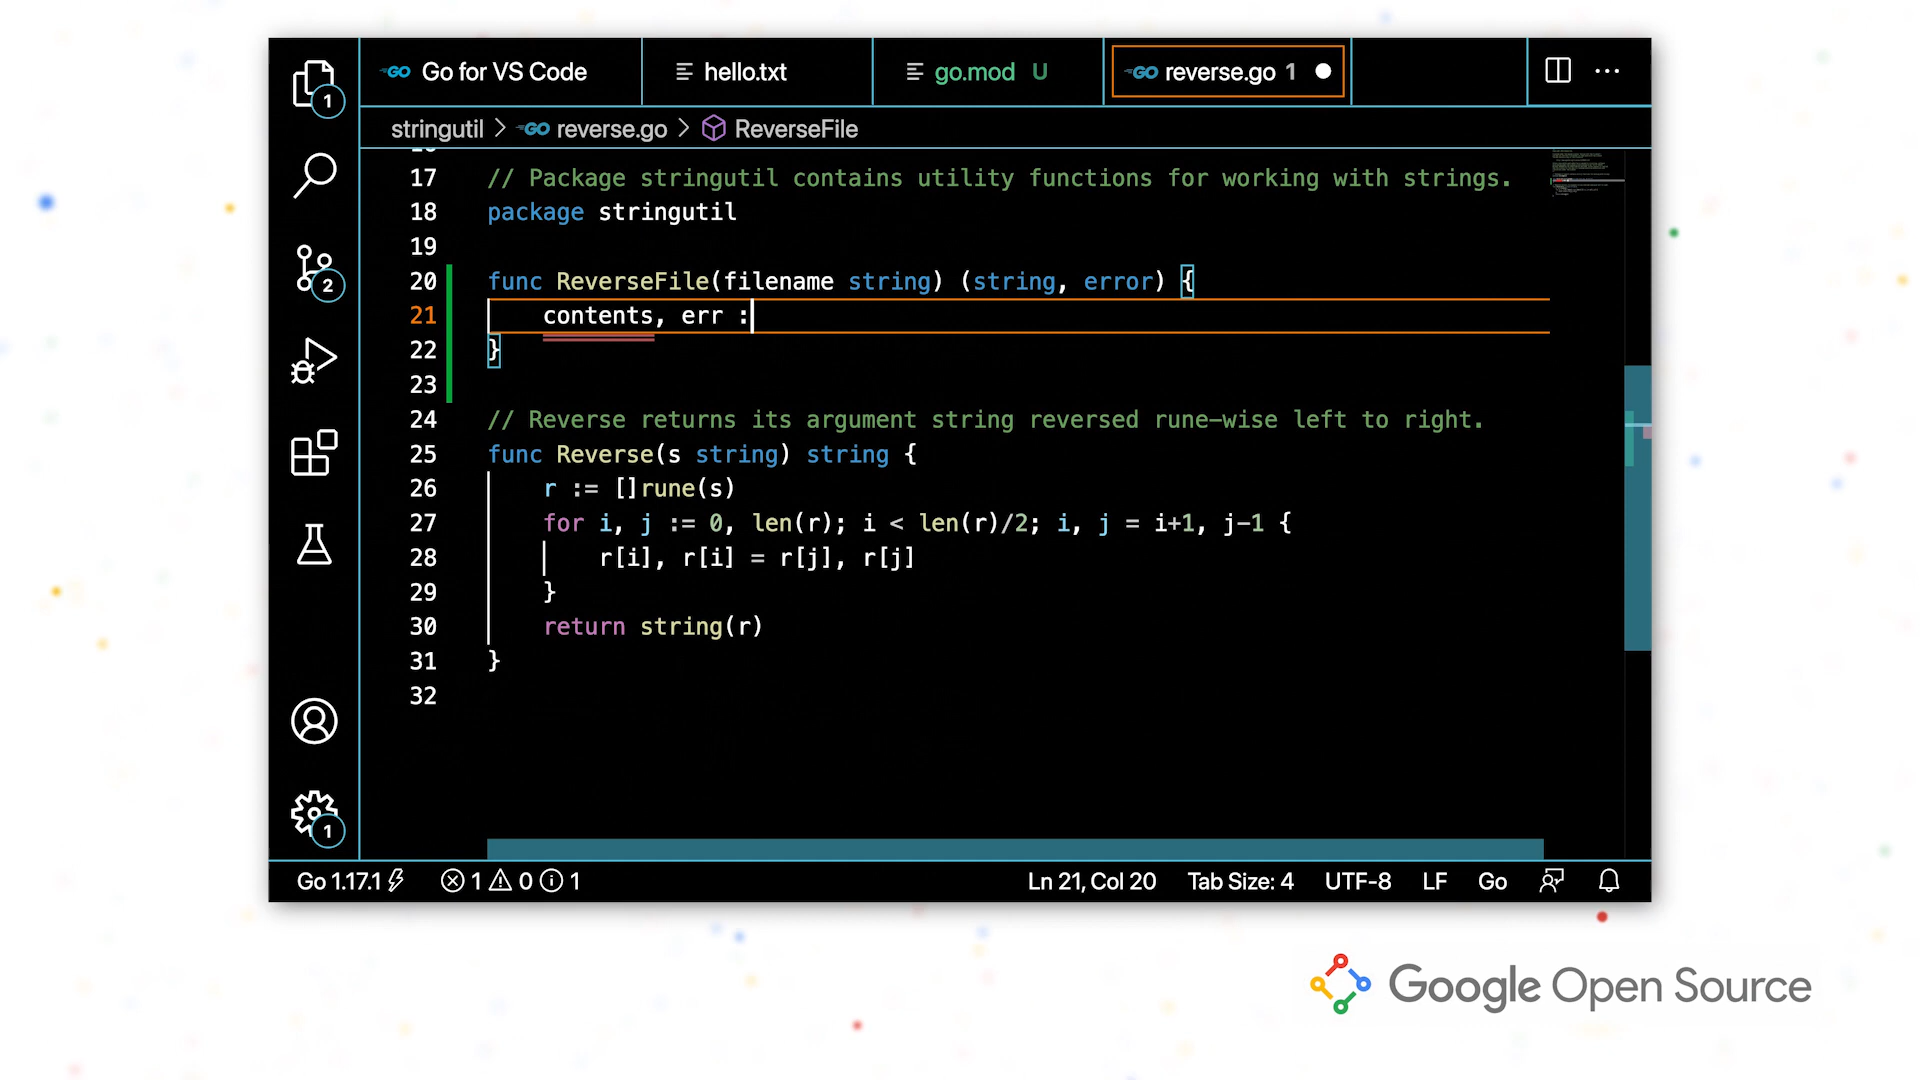 Go for VS Code
hello.txt
go.mod U
reverse.go 1
1
stringutil > reverse.go > ReverseFile
17 // Package stringutil contains utility functions for working with strings.
18 package stringutil
19
20 func ReverseFile(filename string) (string, error) {
21 contents, err :
22 }
23
24 // Reverse returns its argument string reversed rune-wise left to right.
25 func Reverse(s string) string {
26 r := []rune(s)
27 for i, j := 0, len(r); i < len(r)/2; i, j = i+1, j-1 {
28 r[i], r[i] = r[j], r[j]
29 }
30 return string(r)
31 }
32
2
1
Go 1.17.1 1 0 1 Ln 21, Col 20 Tab Size: 4 UTF-8 LF Go
Google Open Source